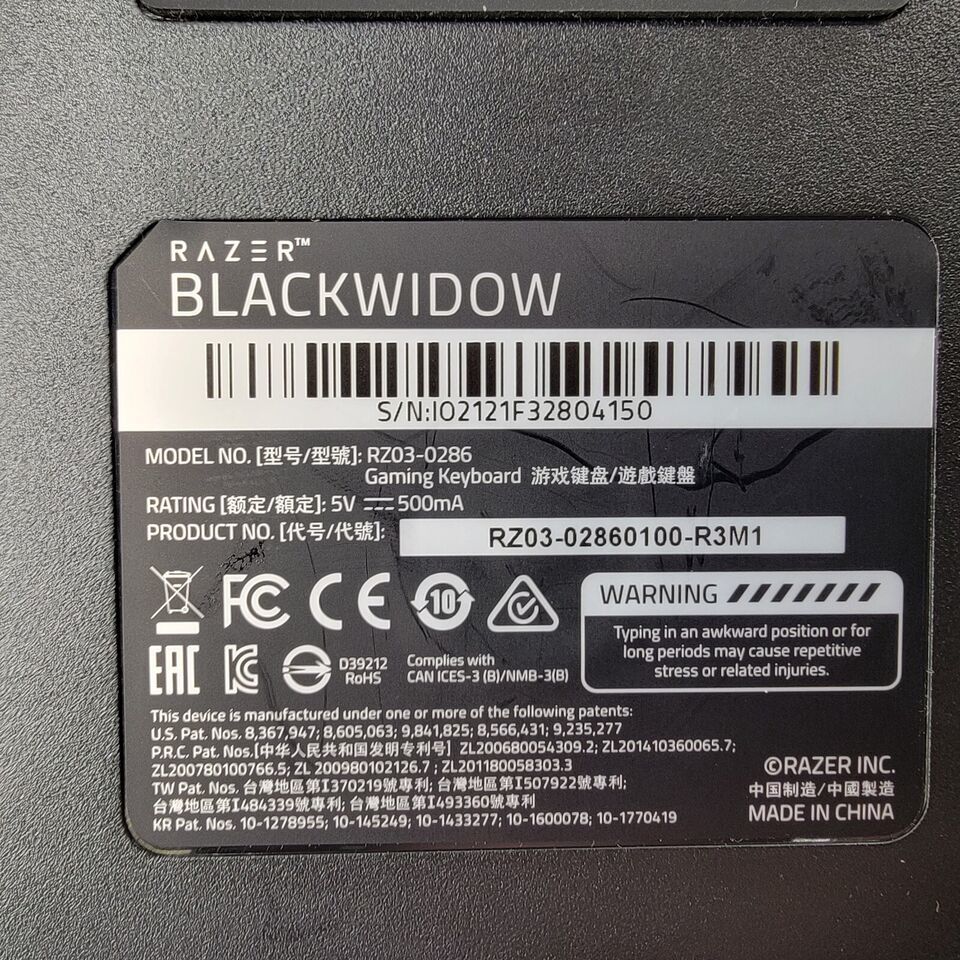 RAZER™
BLACKWIDOW
S/N:IO2121F32804150
MODEL NO. [型号/型號]: RZ03-0286
Gaming Keyboard 游戏键盘/遊戲鍵盤
RATING [额定/額定]: 5V ⎓ 500mA
PRODUCT NO. [代号/代號]: RZ03-02860100-R3M1
FC CE 10
WARNING
Typing in an awkward position or for
long periods may cause repetitive
stress or related injuries.
EAC KC D39212
RoHS
Complies with
CAN ICES-3 (B)/NMB-3(B)
This device is manufactured under one or more of the following patents:
U.S. Pat. Nos. 8,367,947; 8,605,063; 9,841,825; 8,566,431; 9,235,277
P.R.C. Pat. Nos.[中华人民共和国发明专利号] ZL200680054309.2; ZL201410360065.7;
ZL200780100766.5; ZL 200980102126.7 ; ZL201180058303.3
TW Pat. Nos. 台灣地區第I370219號專利; 台灣地區第I507922號專利;
台灣地區第I484339號專利; 台灣地區第I493360號專利
KR Pat. Nos. 10-1278955; 10-145249; 10-1433277; 10-1600078; 10-1770419
©RAZER INC.
中国制造/中國製造
MADE IN CHINA